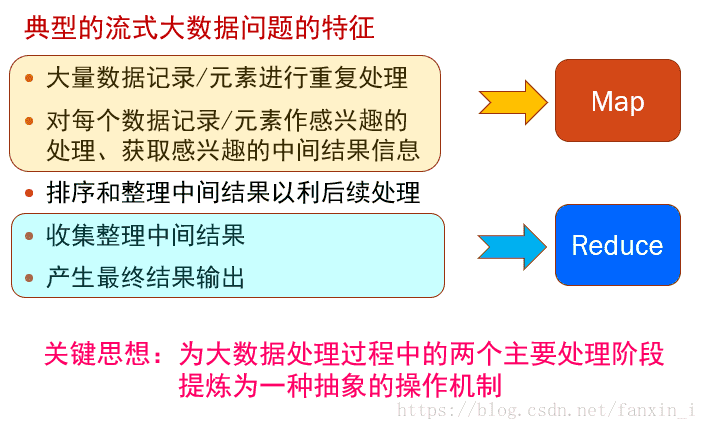 典型的流式大数据问题的特征
• 大量数据记录/元素进行重复处理
• 对每个数据记录/元素作感兴趣的
处理、获取感兴趣的中间结果信息
Map
• 排序和整理中间结果以利后续处理
• 收集整理中间结果
• 产生最终结果输出
Reduce
关键思想：为大数据处理过程中的两个主要处理阶段
提炼为一种抽象的操作机制
https://blog.csdn.net/fanxin_i